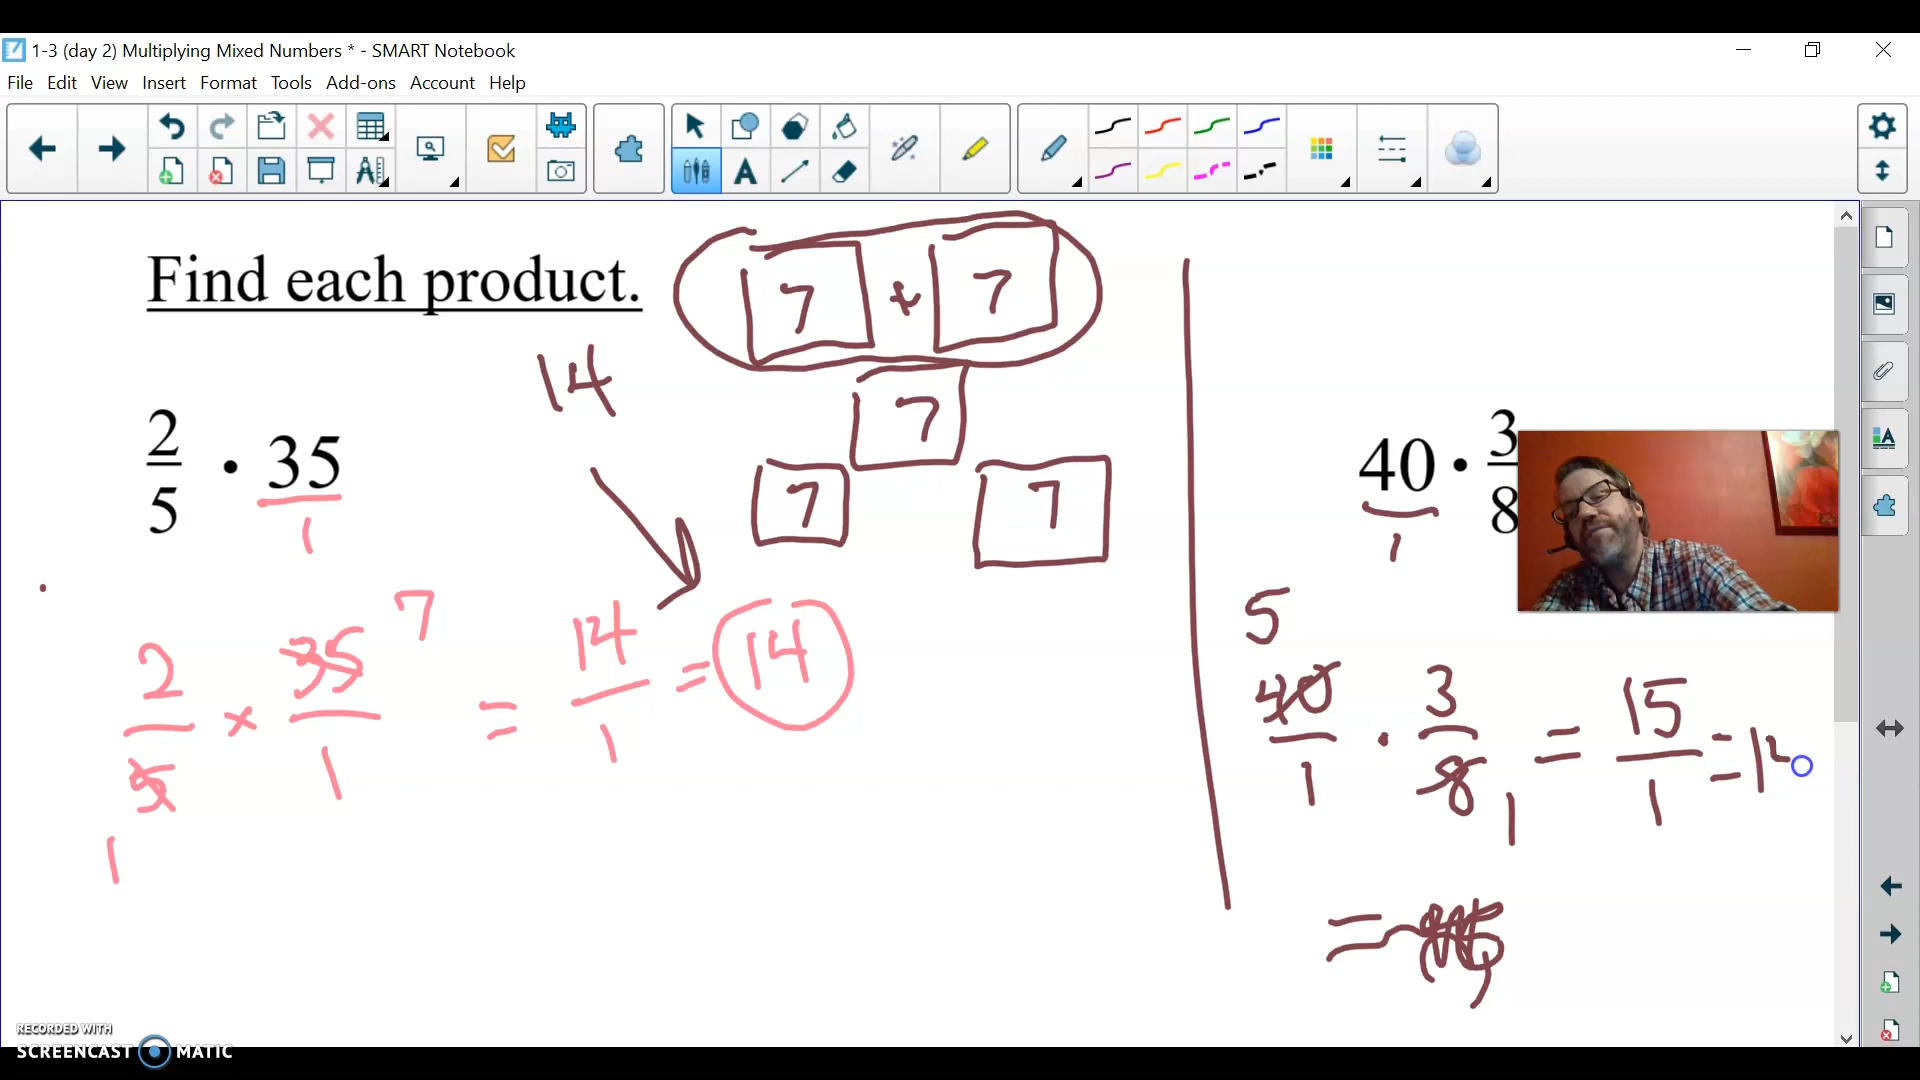 1-3 (day 2) Multiplying Mixed Numbers * - SMART Notebook
File Edit View Insert Format Tools Add-ons Account Help
Find each product.
7 + 7
14
7
7 7
2/5 · 35
1
40 · 3/8
1
2/5 × 35/1 = 14/1 = 14
7
1
5
40/1 · 3/8 = 15/1 = 1
1
=
RECORDED WITH
SCREENCAST MATIC